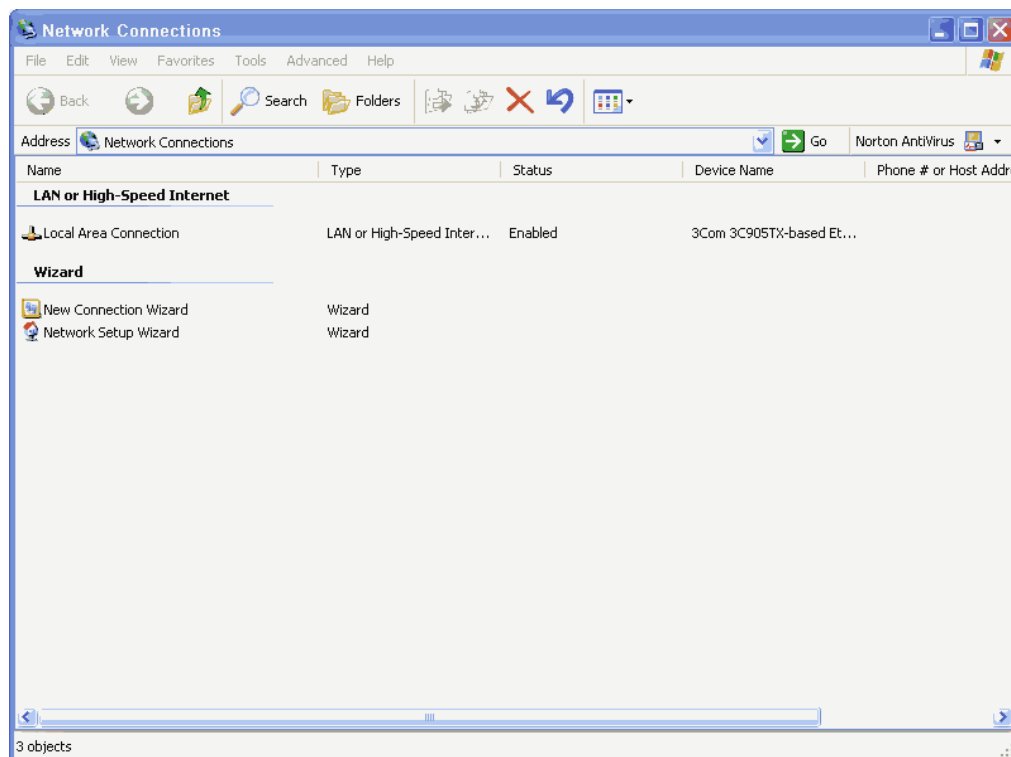 Network Connections
File Edit View Favorites Tools Advanced Help
Back Search Folders
Address Network Connections Go Norton AntiVirus
Name Type Status Device Name Phone # or Host Addr
LAN or High-Speed Internet
Local Area Connection LAN or High-Speed Inter... Enabled 3Com 3C905TX-based Et...
Wizard
New Connection Wizard Wizard
Network Setup Wizard Wizard
3 objects